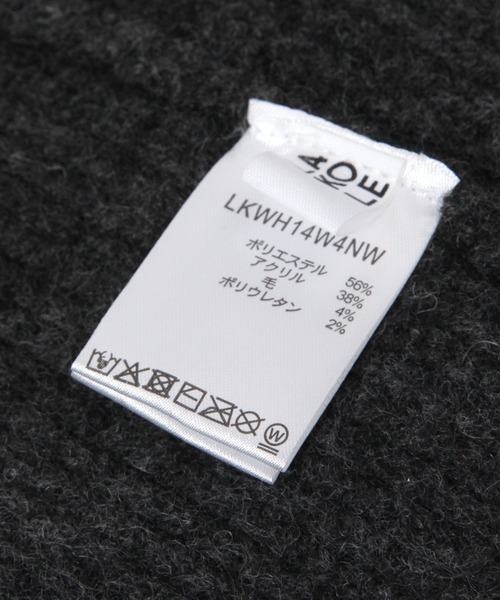 LKWH14W4NW
ポリエステル 56%
アクリル 38%
毛 4%
ポリウレタン 2%
W